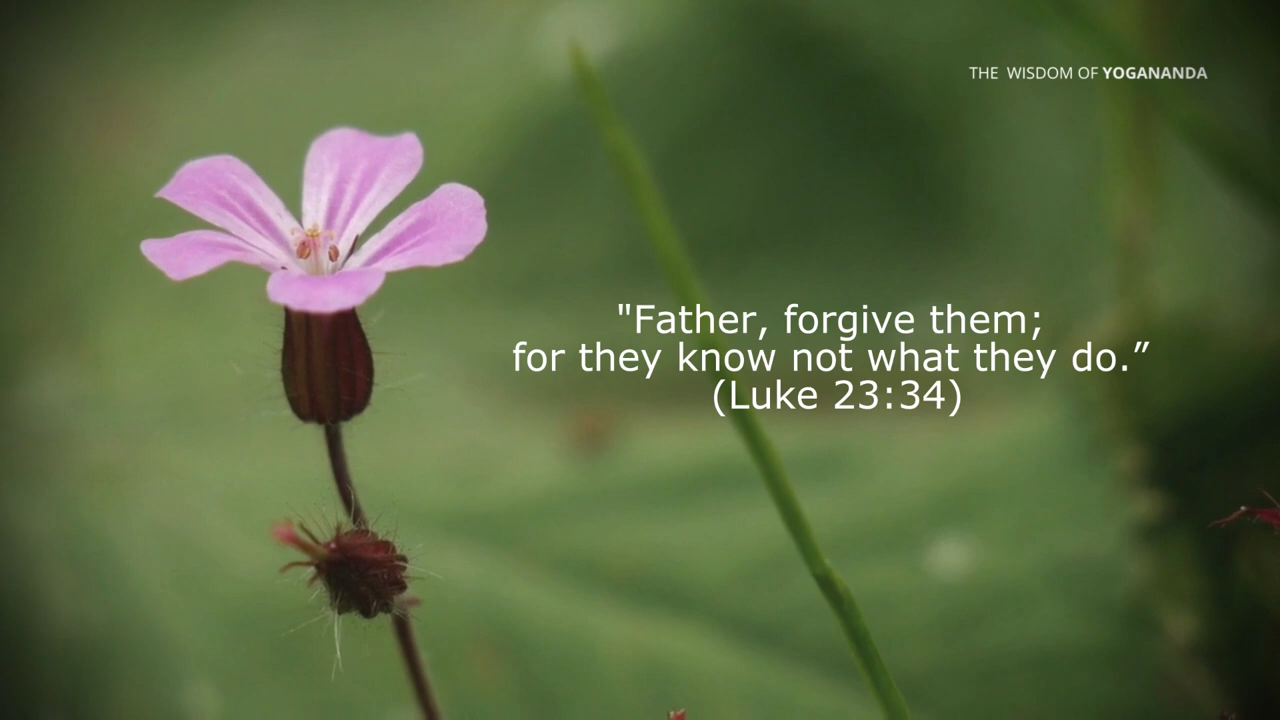 THE WISDOM OF YOGANANDA
"Father, forgive them;
for they know not what they do.”
(Luke 23:34)